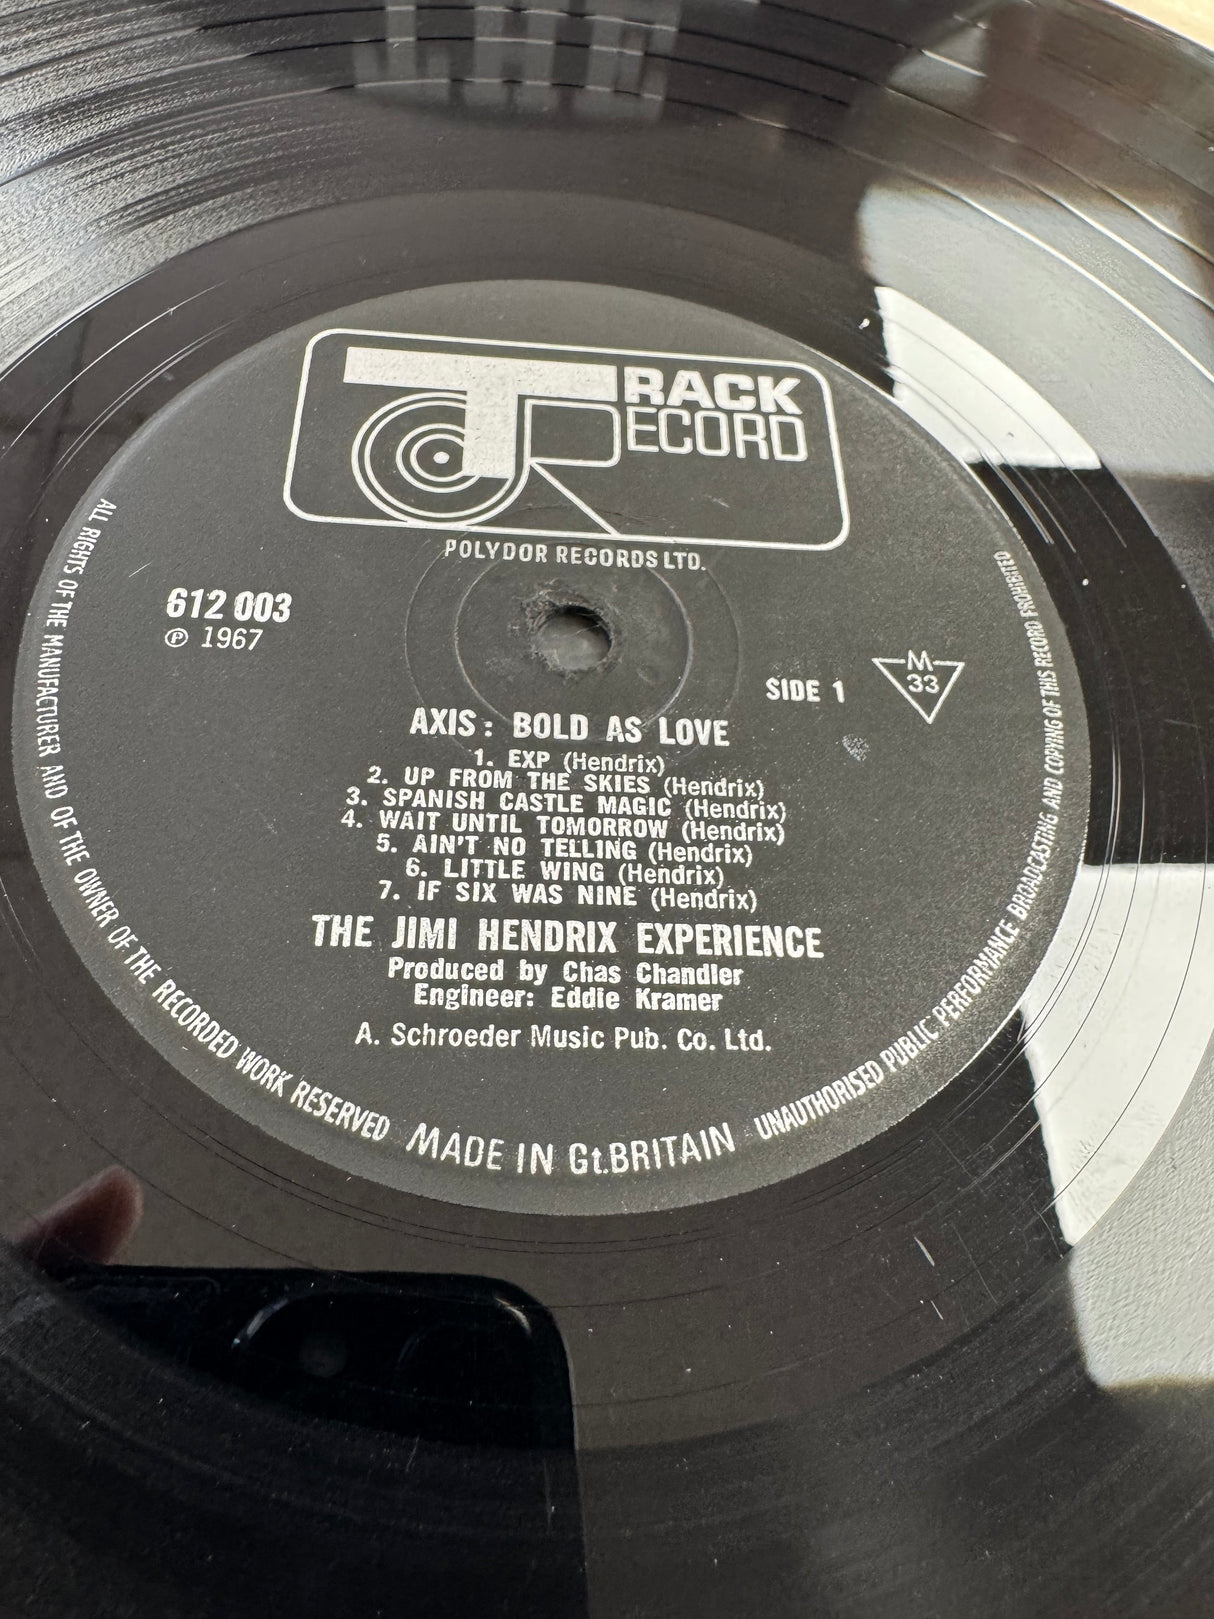 TRACK
RECORD
POLYDOR RECORDS LTD.
612 003
℗ 1967
SIDE 1
M
33
AXIS: BOLD AS LOVE
1. EXP (Hendrix)
2. UP FROM THE SKIES (Hendrix)
3. SPANISH CASTLE MAGIC (Hendrix)
4. WAIT UNTIL TOMORROW (Hendrix)
5. AIN'T NO TELLING (Hendrix)
6. LITTLE WING (Hendrix)
7. IF SIX WAS NINE (Hendrix)
THE JIMI HENDRIX EXPERIENCE
Produced by Chas Chandler
Engineer: Eddie Kramer
A. Schroeder Music Pub. Co. Ltd.
ALL RIGHTS OF THE MANUFACTURER AND OF THE OWNER OF THE RECORDED WORK RESERVED
MADE IN Gt.BRITAIN
UNAUTHORISED PUBLIC PERFORMANCE BROADCASTING AND COPYING OF THIS RECORD PROHIBITED